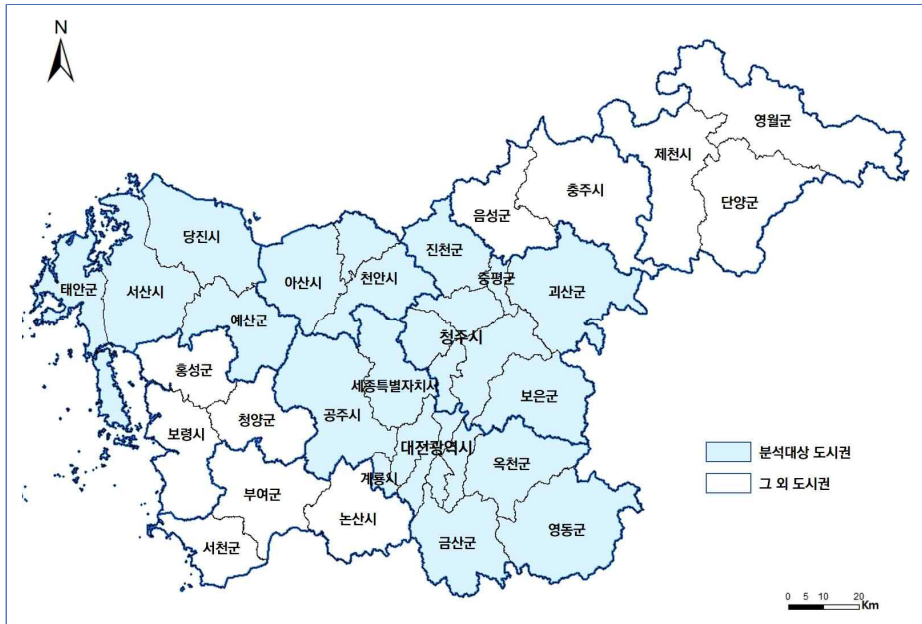 N
영월군
제천시
단양군
충주시
음성군
진천군
증평군
괴산군
당진시
아산시
천안시
태안군
서산시
예산군
청주시
홍성군
세종특별자치시
보은군
공주시
청양군
보령시
대전광역시
옥천군
계룡시
부여군
논산시
서천군
금산군
영동군
분석대상 도시권
그 외 도시권
0 5 10 20
Km